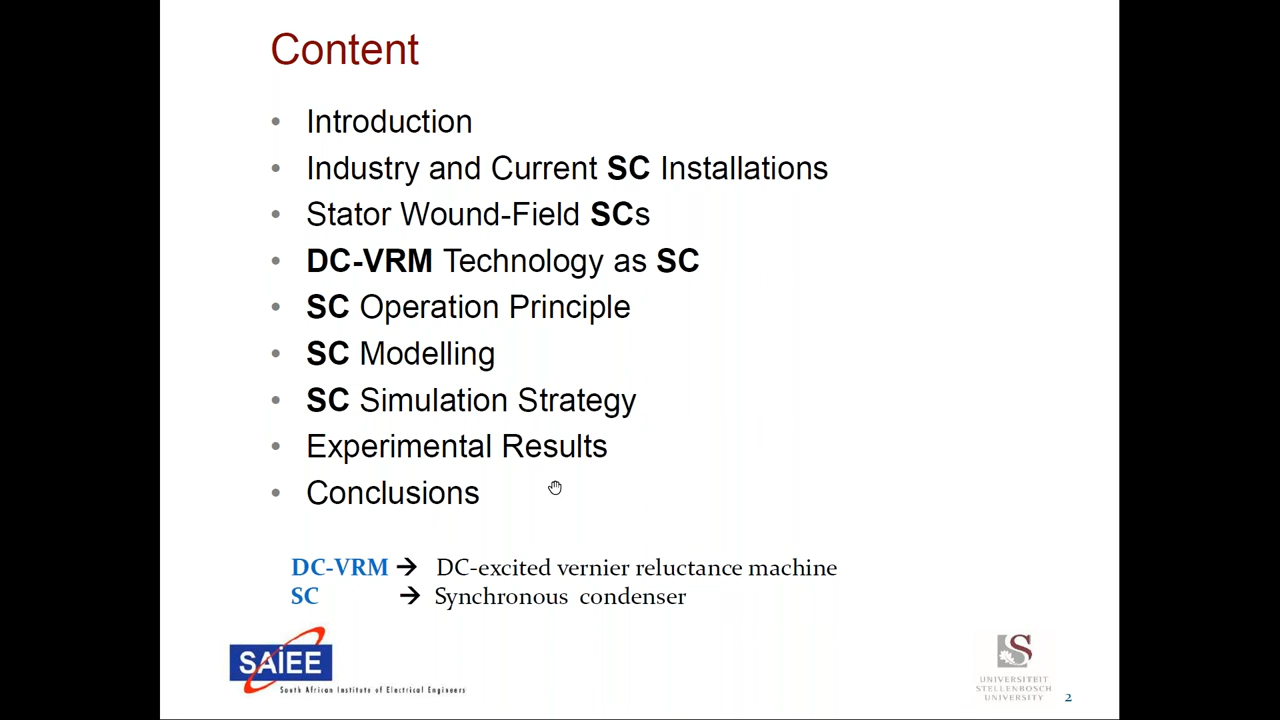 Content
• Introduction
• Industry and Current SC Installations
• Stator Wound-Field SCs
• DC-VRM Technology as SC
• SC Operation Principle
• SC Modelling
• SC Simulation Strategy
• Experimental Results
• Conclusions
DC-VRM → DC-excited vernier reluctance machine
SC → Synchronous condenser
SAIEE
South African Institute of Electrical Engineers
UNIVERSITEIT
STELLENBOSCH
UNIVERSITY
2